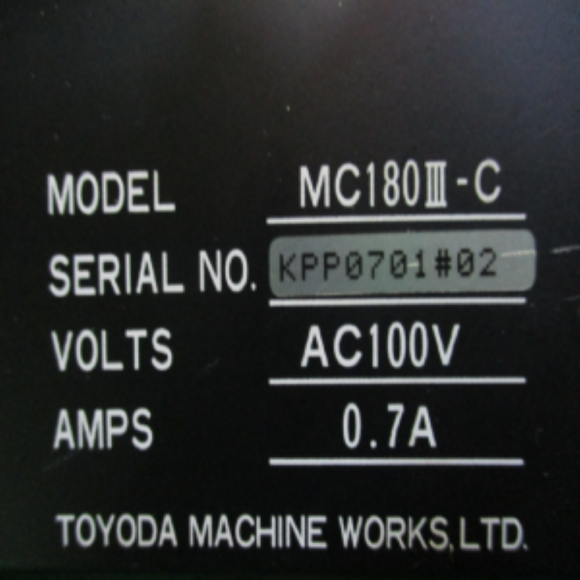 MODEL MC180Ⅲ-C
SERIAL NO. KPP0701#02
VOLTS AC100V
AMPS 0.7A
TOYODA MACHINE WORKS,LTD.